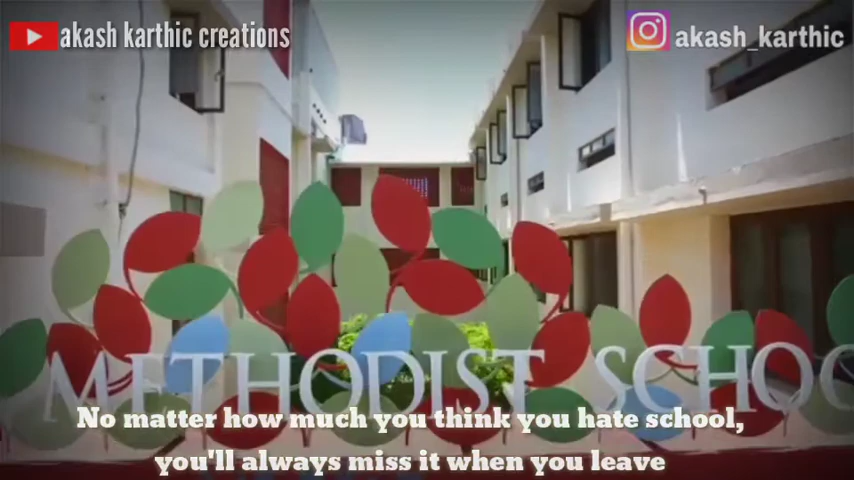 akash karthic creations
akash_karthic
METHODIST SCHOO
No matter how much you think you hate school,
you'll always miss it when you leave